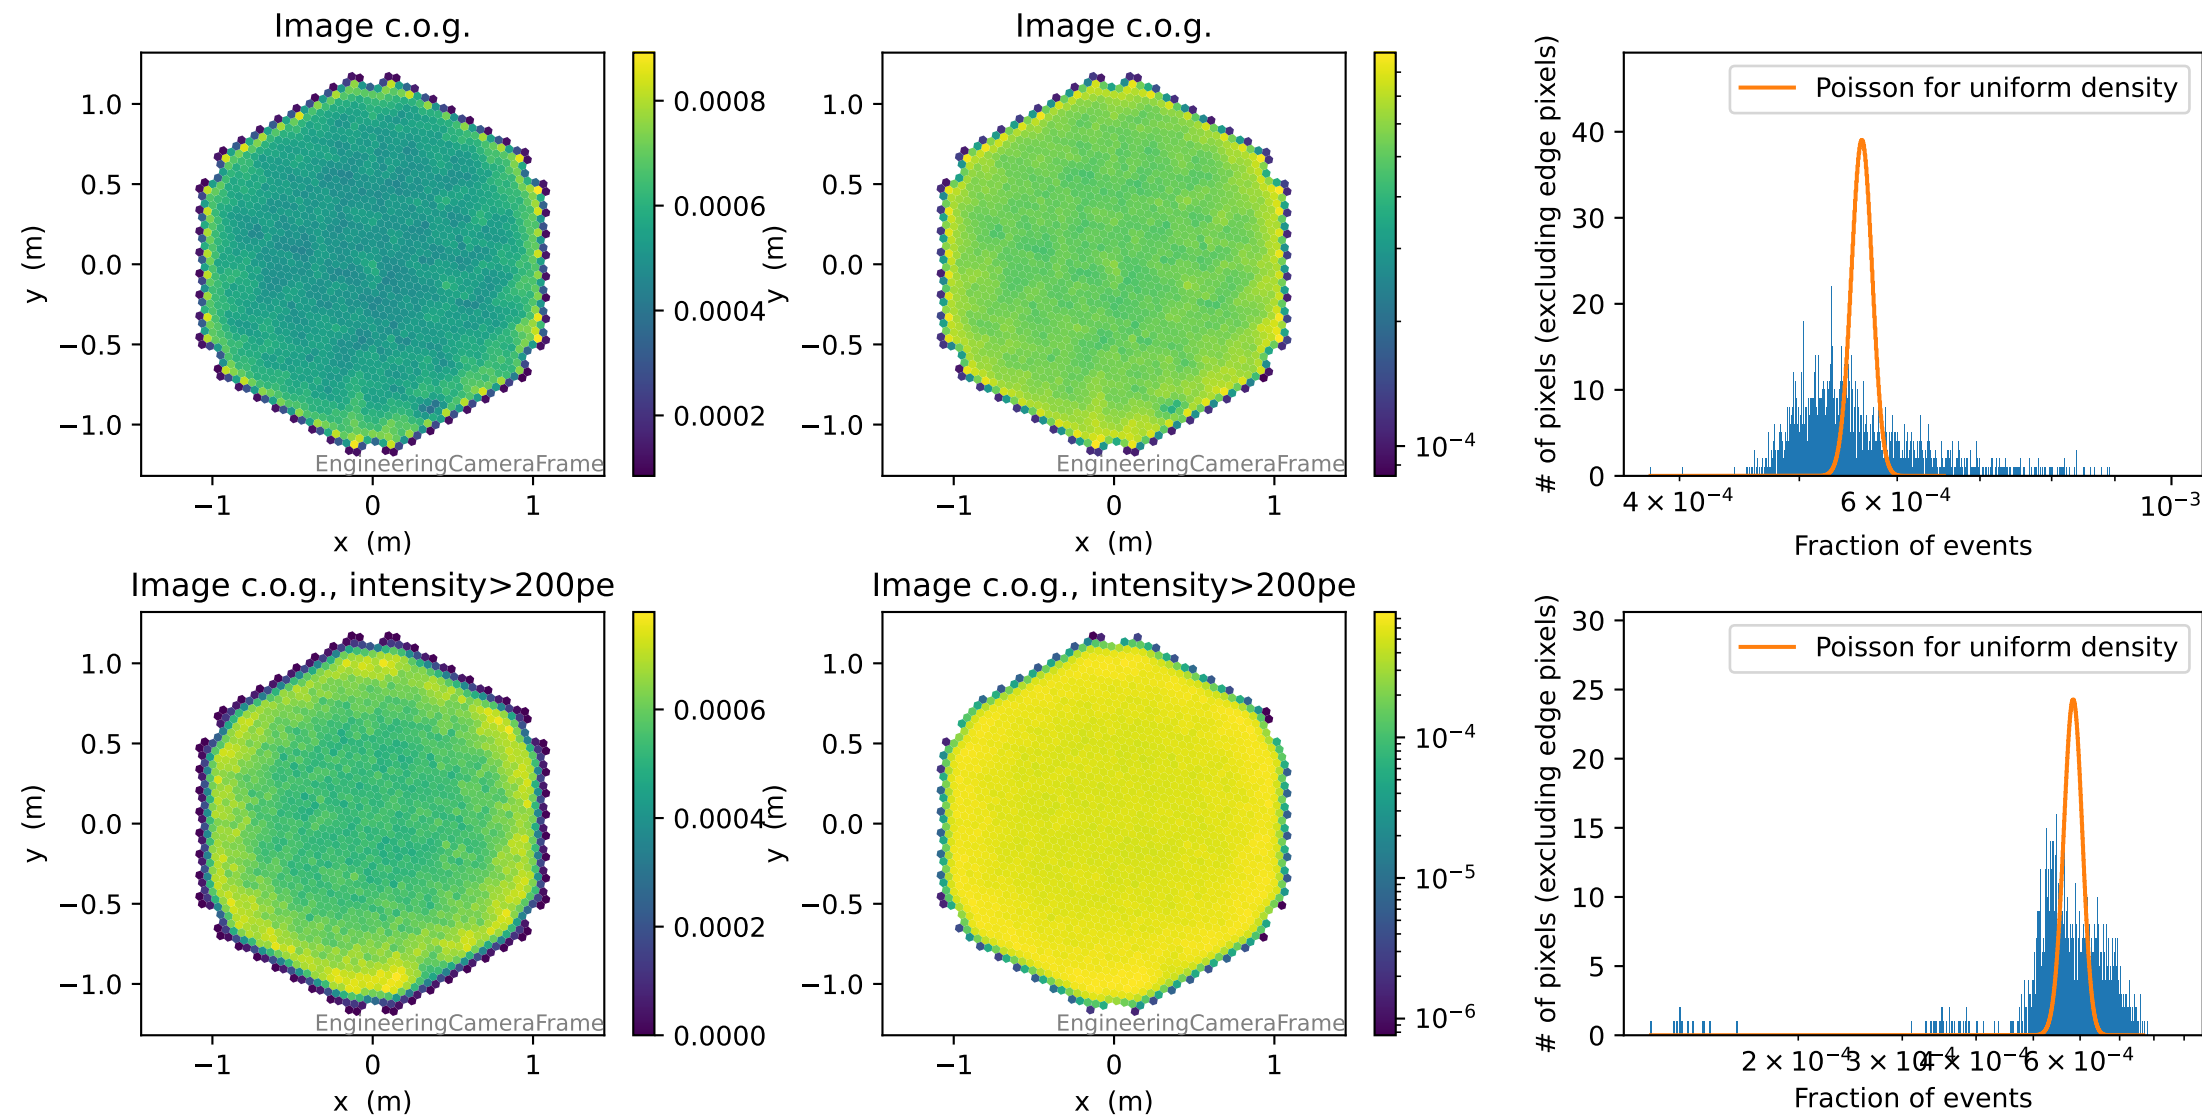 Image c.o.g.
1.0
0.5
0.0
−0.5
−1.0
y (m)
−1
0
1
x (m)
EngineeringCameraFrame
0.0008
0.0006
0.0004
0.0002
Image c.o.g.
1.0
0.5
0.0
−0.5
−1.0
y (m)
−1
0
1
x (m)
EngineeringCameraFrame
10⁻⁴
Poisson for uniform density
# of pixels (excluding edge pixels)
40
30
20
10
0
4 × 10⁻⁴
6 × 10⁻⁴
10⁻³
Fraction of events
Image c.o.g., intensity>200pe
1.0
0.5
0.0
−0.5
−1.0
y (m)
−1
0
1
x (m)
EngineeringCameraFrame
0.0006
0.0004
0.0002
0.0000
Image c.o.g., intensity>200pe
1.0
0.5
0.0
−0.5
−1.0
y (m)
−1
0
1
x (m)
EngineeringCameraFrame
10⁻⁴
10⁻⁵
10⁻⁶
Poisson for uniform density
# of pixels (excluding edge pixels)
30
25
20
15
10
5
0
2 × 10⁻⁴
3 × 10⁻⁴
4 × 10⁻⁴
6 × 10⁻⁴
Fraction of events